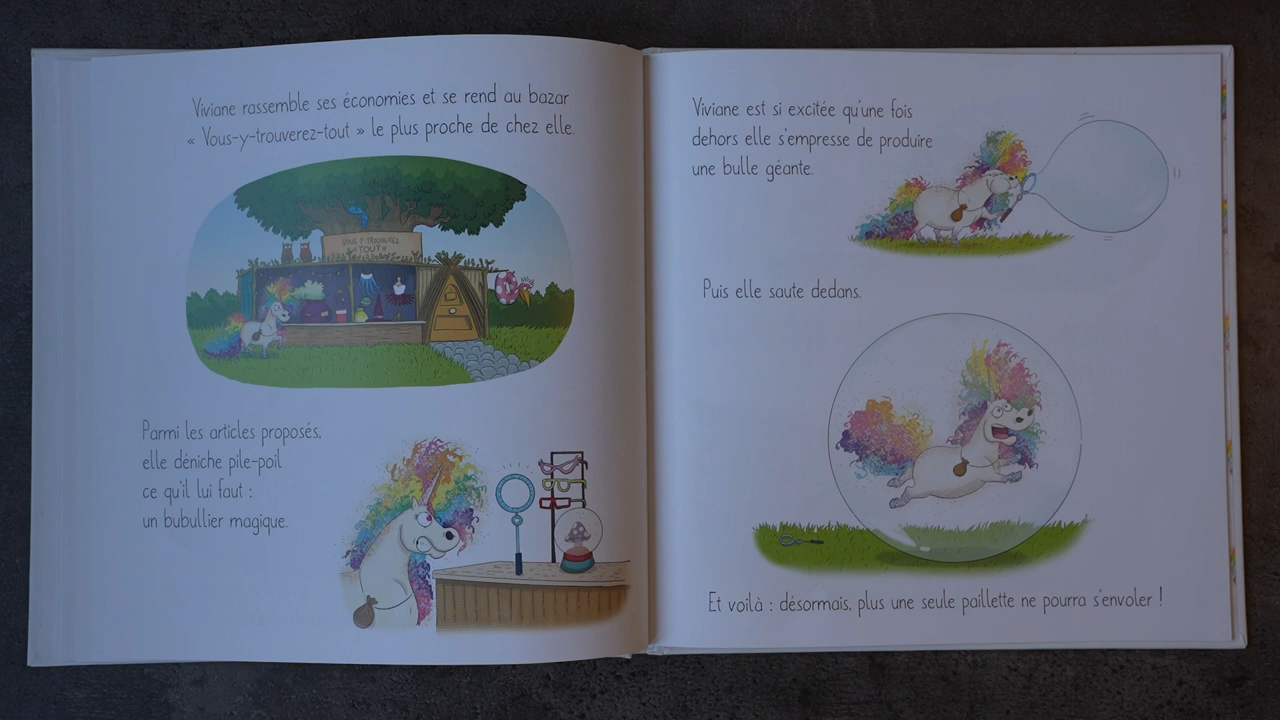 Viviane rassemble ses économies et se rend au bazar
« Vous-y-trouverez-tout » le plus proche de chez elle.
VOUS Y TROUVEREZ
TOUT
Parmi les articles proposés,
elle déniche pile-poil
ce qu'il lui faut :
un bubullier magique.
Viviane est si excitée qu'une fois
dehors elle s'empresse de produire
une bulle géante.
Puis elle saute dedans.
Et voilà : désormais, plus une seule paillette ne pourra s'envoler !